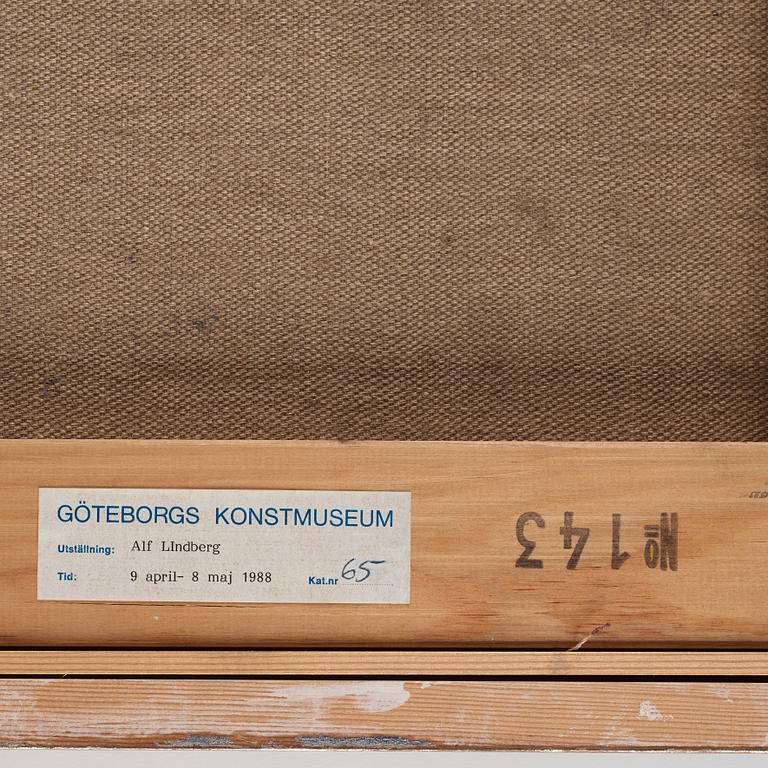 GÖTEBORGS KONSTMUSEUM
Utställning: Alf LIndberg
Tid: 9 april- 8 maj 1988 Kat.nr 65
No 143